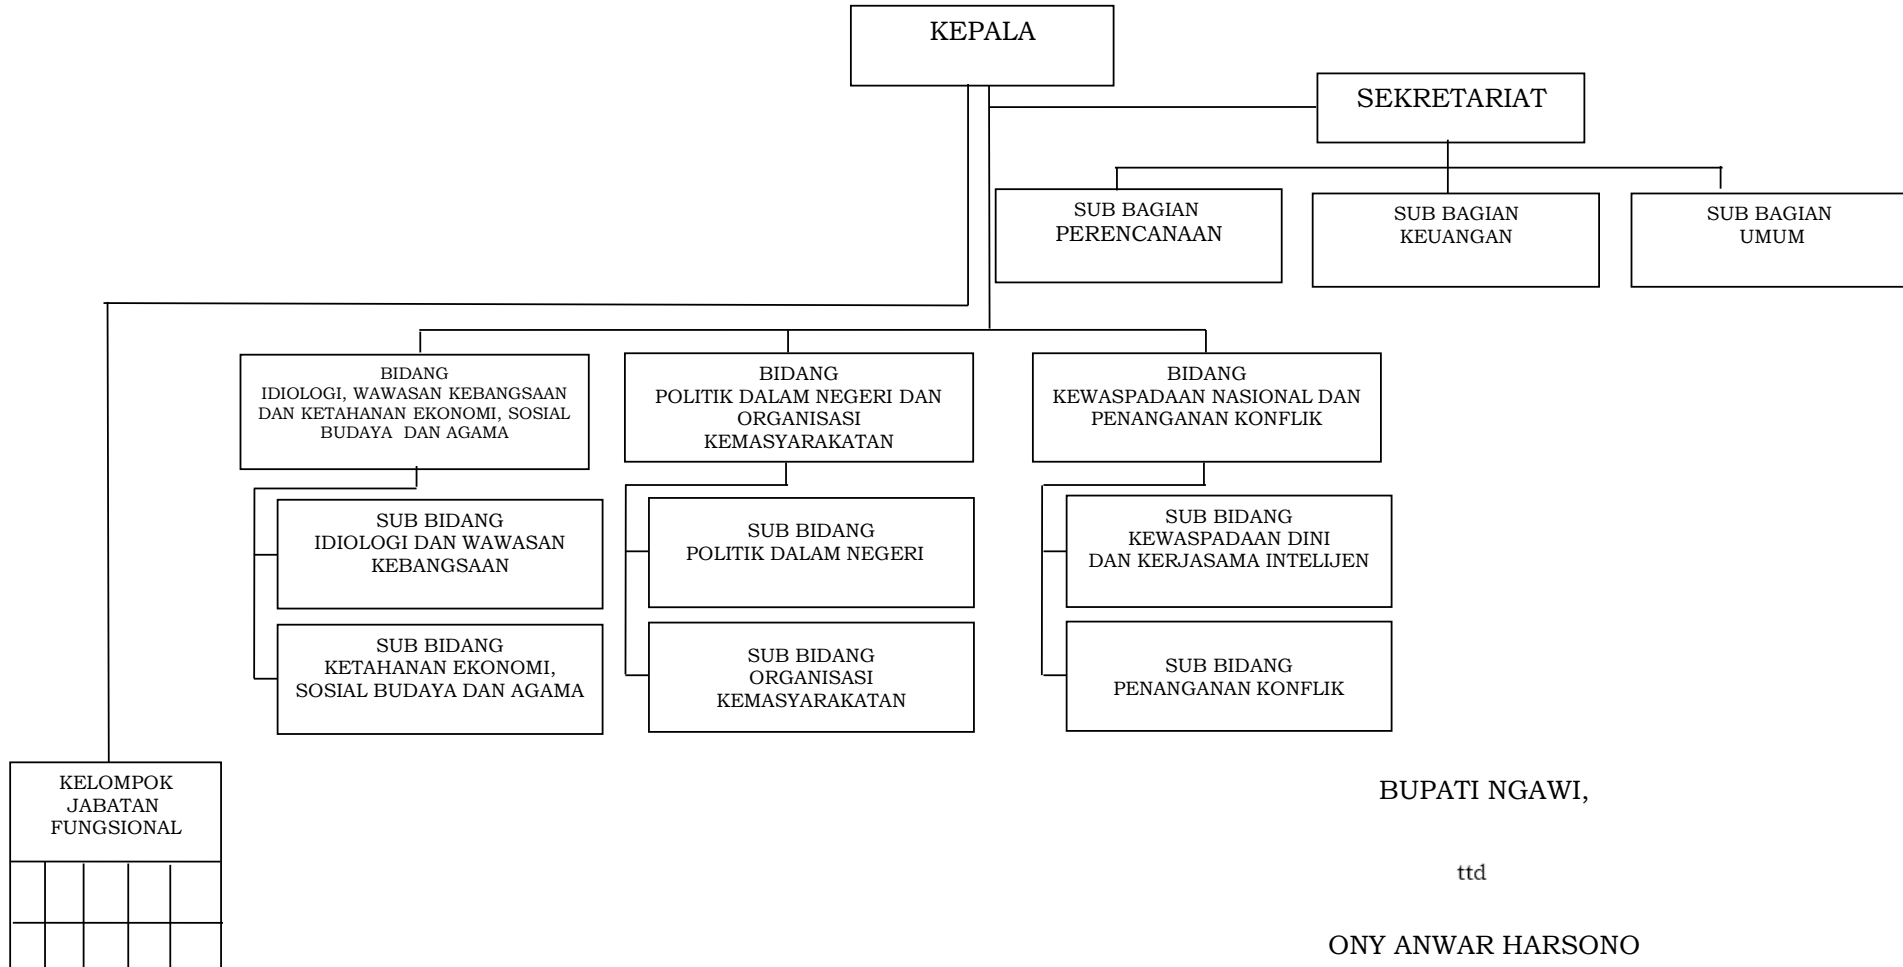 KEPALA
SEKRETARIAT
SUB BAGIAN
PERENCANAAN
SUB BAGIAN
KEUANGAN
SUB BAGIAN
UMUM
BIDANG
IDIOLOGI, WAWASAN KEBANGSAAN
DAN KETAHANAN EKONOMI, SOSIAL
BUDAYA DAN AGAMA
BIDANG
POLITIK DALAM NEGERI DAN
ORGANISASI
KEMASYARAKATAN
BIDANG
KEWASPADAAN NASIONAL DAN
PENANGANAN KONFLIK
SUB BIDANG
IDIOLOGI DAN WAWASAN
KEBANGSAAN
SUB BIDANG
POLITIK DALAM NEGERI
SUB BIDANG
KEWASPADAAN DINI
DAN KERJASAMA INTELIJEN
SUB BIDANG
KETAHANAN EKONOMI,
SOSIAL BUDAYA DAN AGAMA
SUB BIDANG
ORGANISASI
KEMASYARAKATAN
SUB BIDANG
PENANGANAN KONFLIK
KELOMPOK
JABATAN
FUNGSIONAL
BUPATI NGAWI,
ttd
ONY ANWAR HARSONO